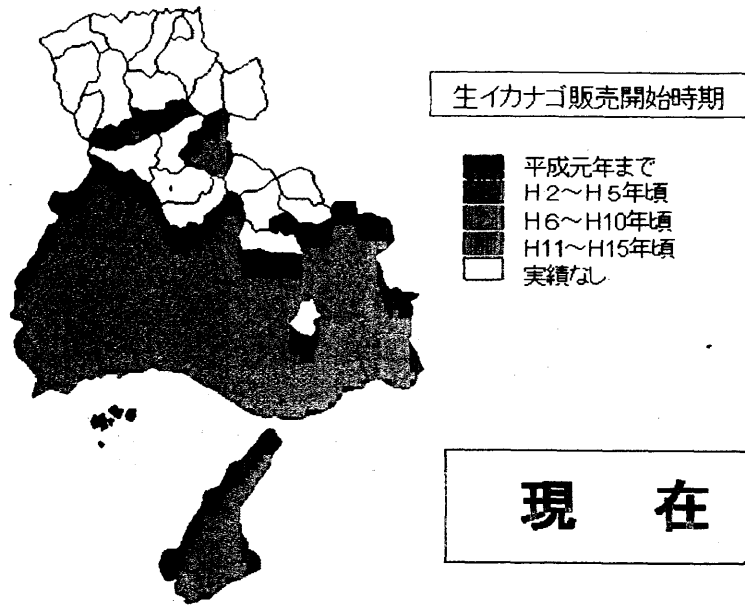 生イカナゴ販売開始時期
平成元年まで
H2～H5年頃
H6～H10年頃
H11～H15年頃
実績なし
現 在